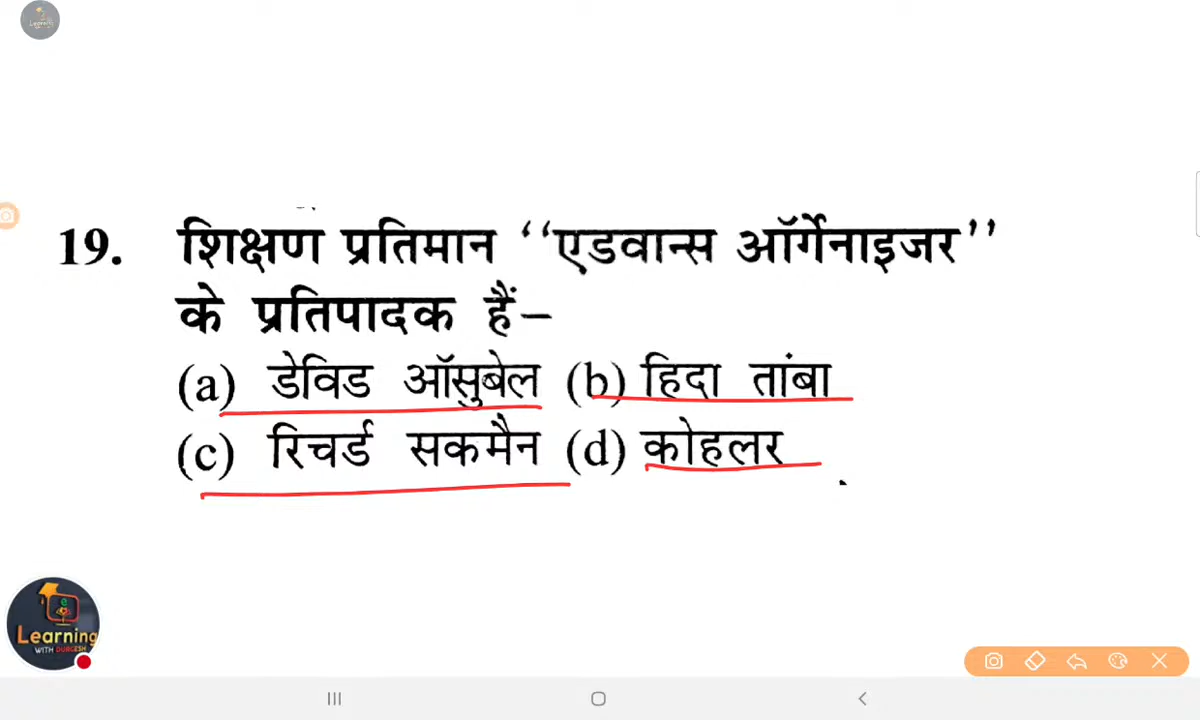 19. शिक्षण प्रतिमान ‘‘एडवान्स ऑर्गेनाइजर’’
के प्रतिपादक हैं–
(a) डेविड ऑसुबेल (b) हिदा तांबा
(c) रिचर्ड सकमैन (d) कोहलर
Learning
WITH DURGESH